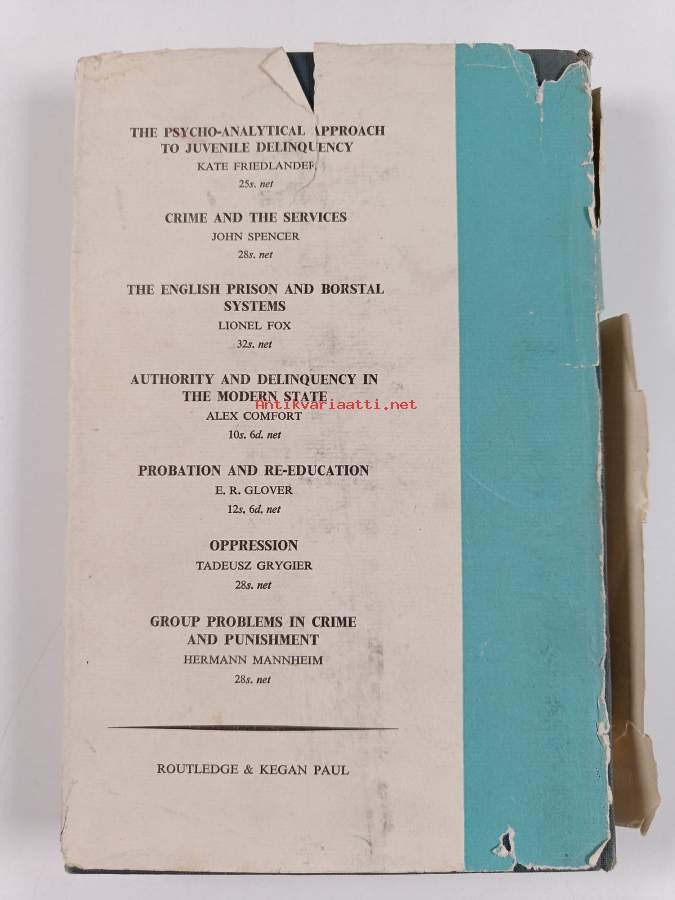 THE PSYCHO-ANALYTICAL APPROACH
TO JUVENILE DELINQUENCY
KATE FRIEDLANDER
25s. net
CRIME AND THE SERVICES
JOHN SPENCER
28s. net
THE ENGLISH PRISON AND BORSTAL
SYSTEMS
LIONEL FOX
32s. net
AUTHORITY AND DELINQUENCY IN
THE MODERN STATE
Antikvariaatti.net
ALEX COMFORT
10s. 6d. net
PROBATION AND RE-EDUCATION
E. R. GLOVER
12s. 6d. net
OPPRESSION
TADEUSZ GRYGIER
28s. net
GROUP PROBLEMS IN CRIME
AND PUNISHMENT
HERMANN MANNHEIM
28s. net
ROUTLEDGE & KEGAN PAUL